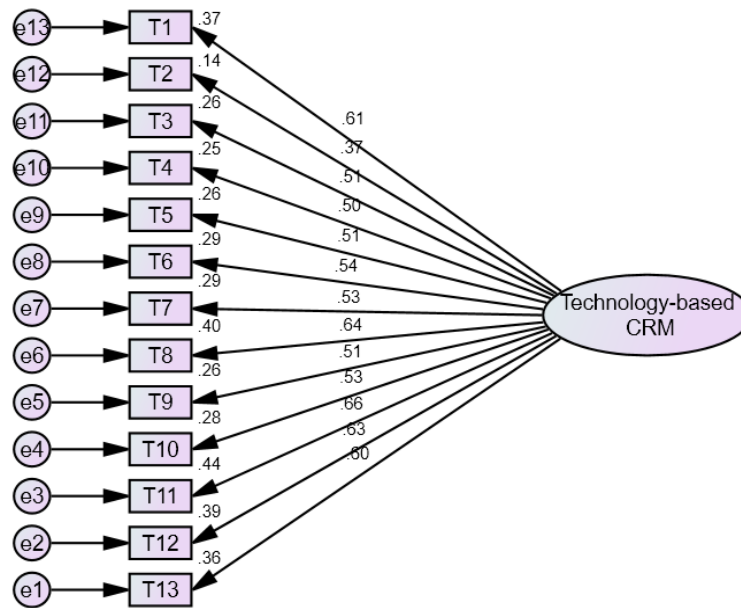 e13 T1 .37
e12 T2 .14
e11 T3 .26
e10 T4 .25
e9 T5 .26
e8 T6 .29
e7 T7 .29
e6 T8 .40
e5 T9 .26
e4 T10 .28
e3 T11 .44
e2 T12 .39
e1 T13 .36
.61
.37
.51
.50
.51
.54
.53
.64
.51
.53
.66
.63
.60
Technology-based
CRM